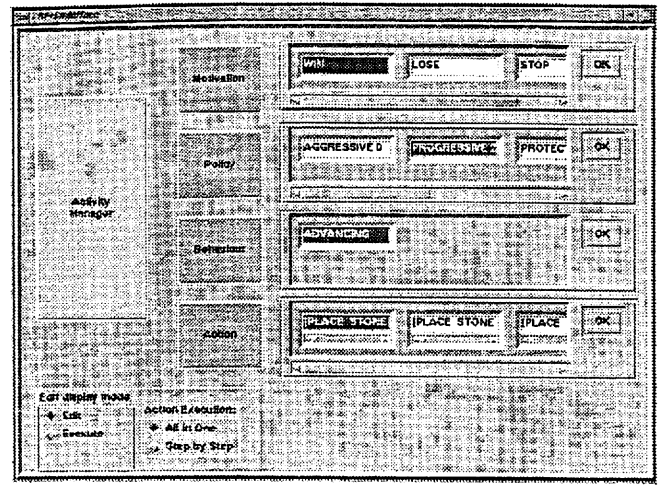 Motivation
WIN
LOSE
STOP
OK
Policy
AGGRESSIVE 0
PROGRESSIVE
PROTEC
OK
Activity
Manager
Behaviour
ADVANCING
OK
Action
[PLACE STONE
[PLACE STONE
[PLACE
OK
Edit display mode
Edit
Execute
Action Execution:
All in One
Step by Step